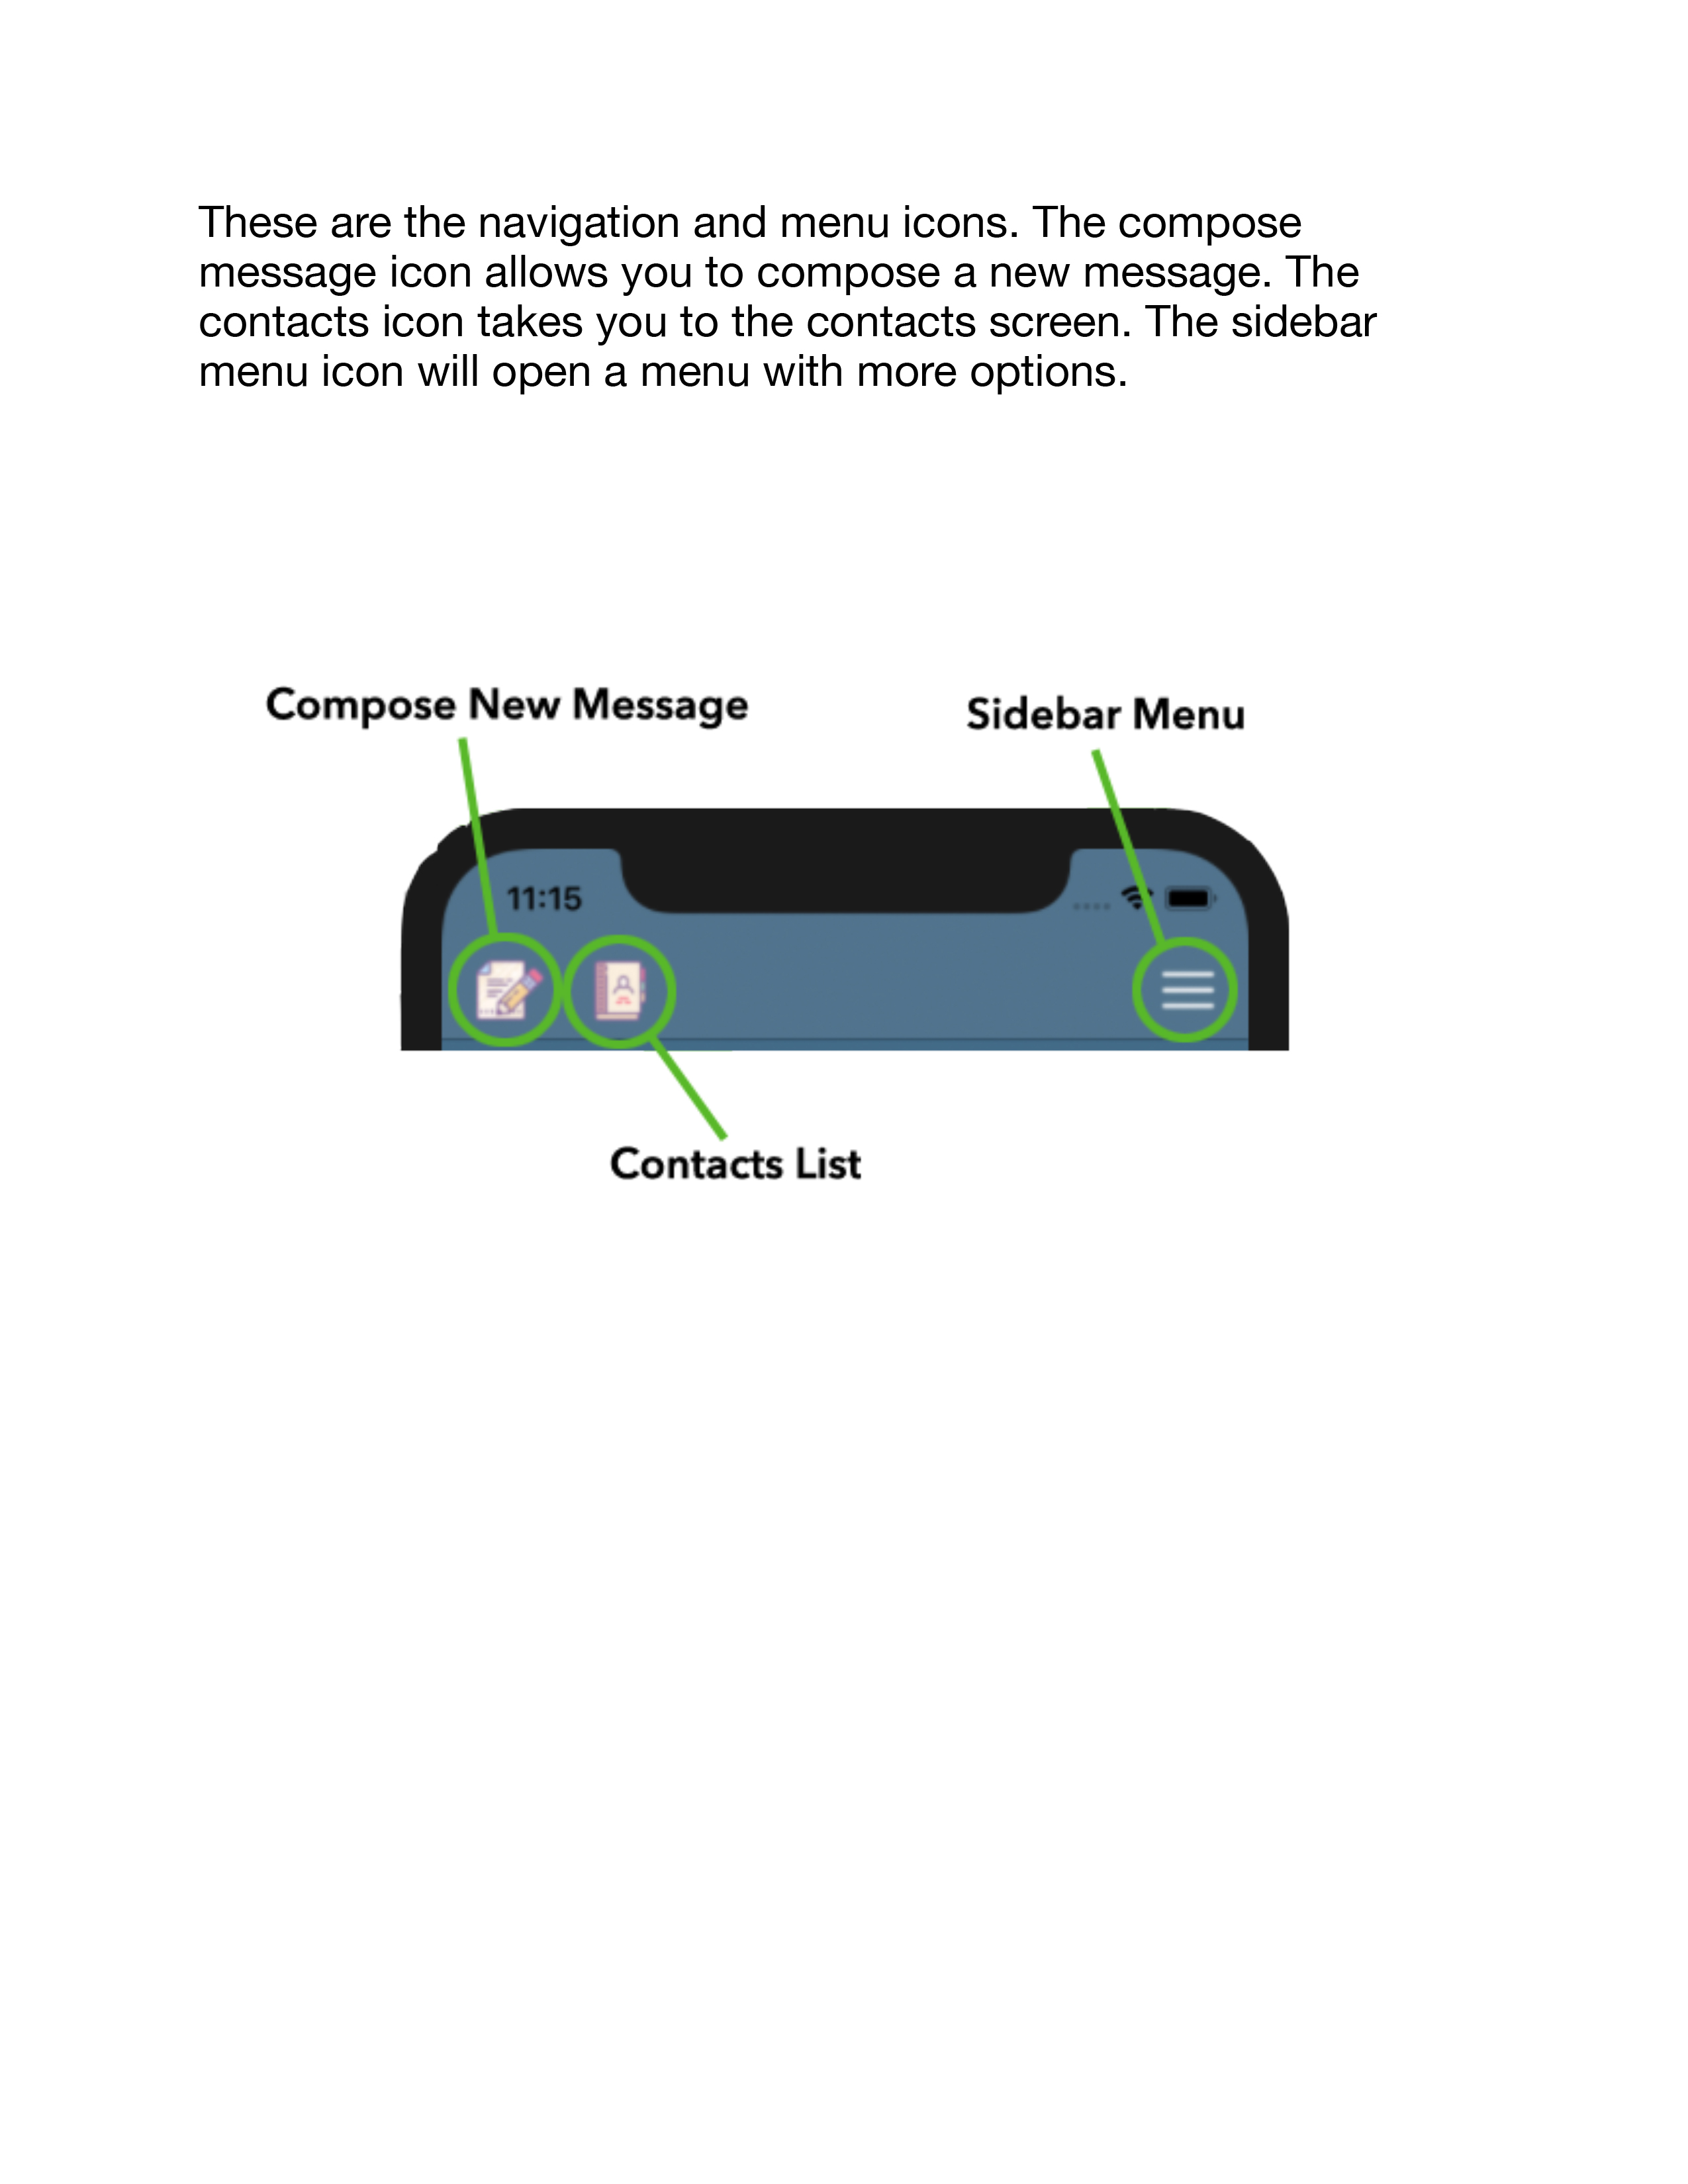 These are the navigation and menu icons. The compose
message icon allows you to compose a new message. The
contacts icon takes you to the contacts screen. The sidebar
menu icon will open a menu with more options.
Compose New Message
Sidebar Menu
11:15
Contacts List